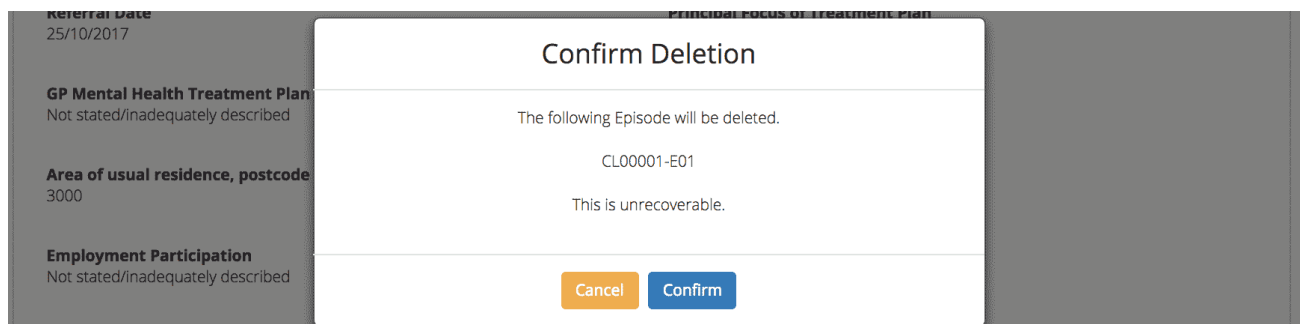 Referral Date
25/10/2017
GP Mental Health Treatment Plan
Not stated/inadequately described
Area of usual residence, postcode
3000
Employment Participation
Not stated/inadequately described
Principal Focus of Treatment Plan
Confirm Deletion
The following Episode will be deleted.
CL00001-E01
This is unrecoverable.
Cancel
Confirm